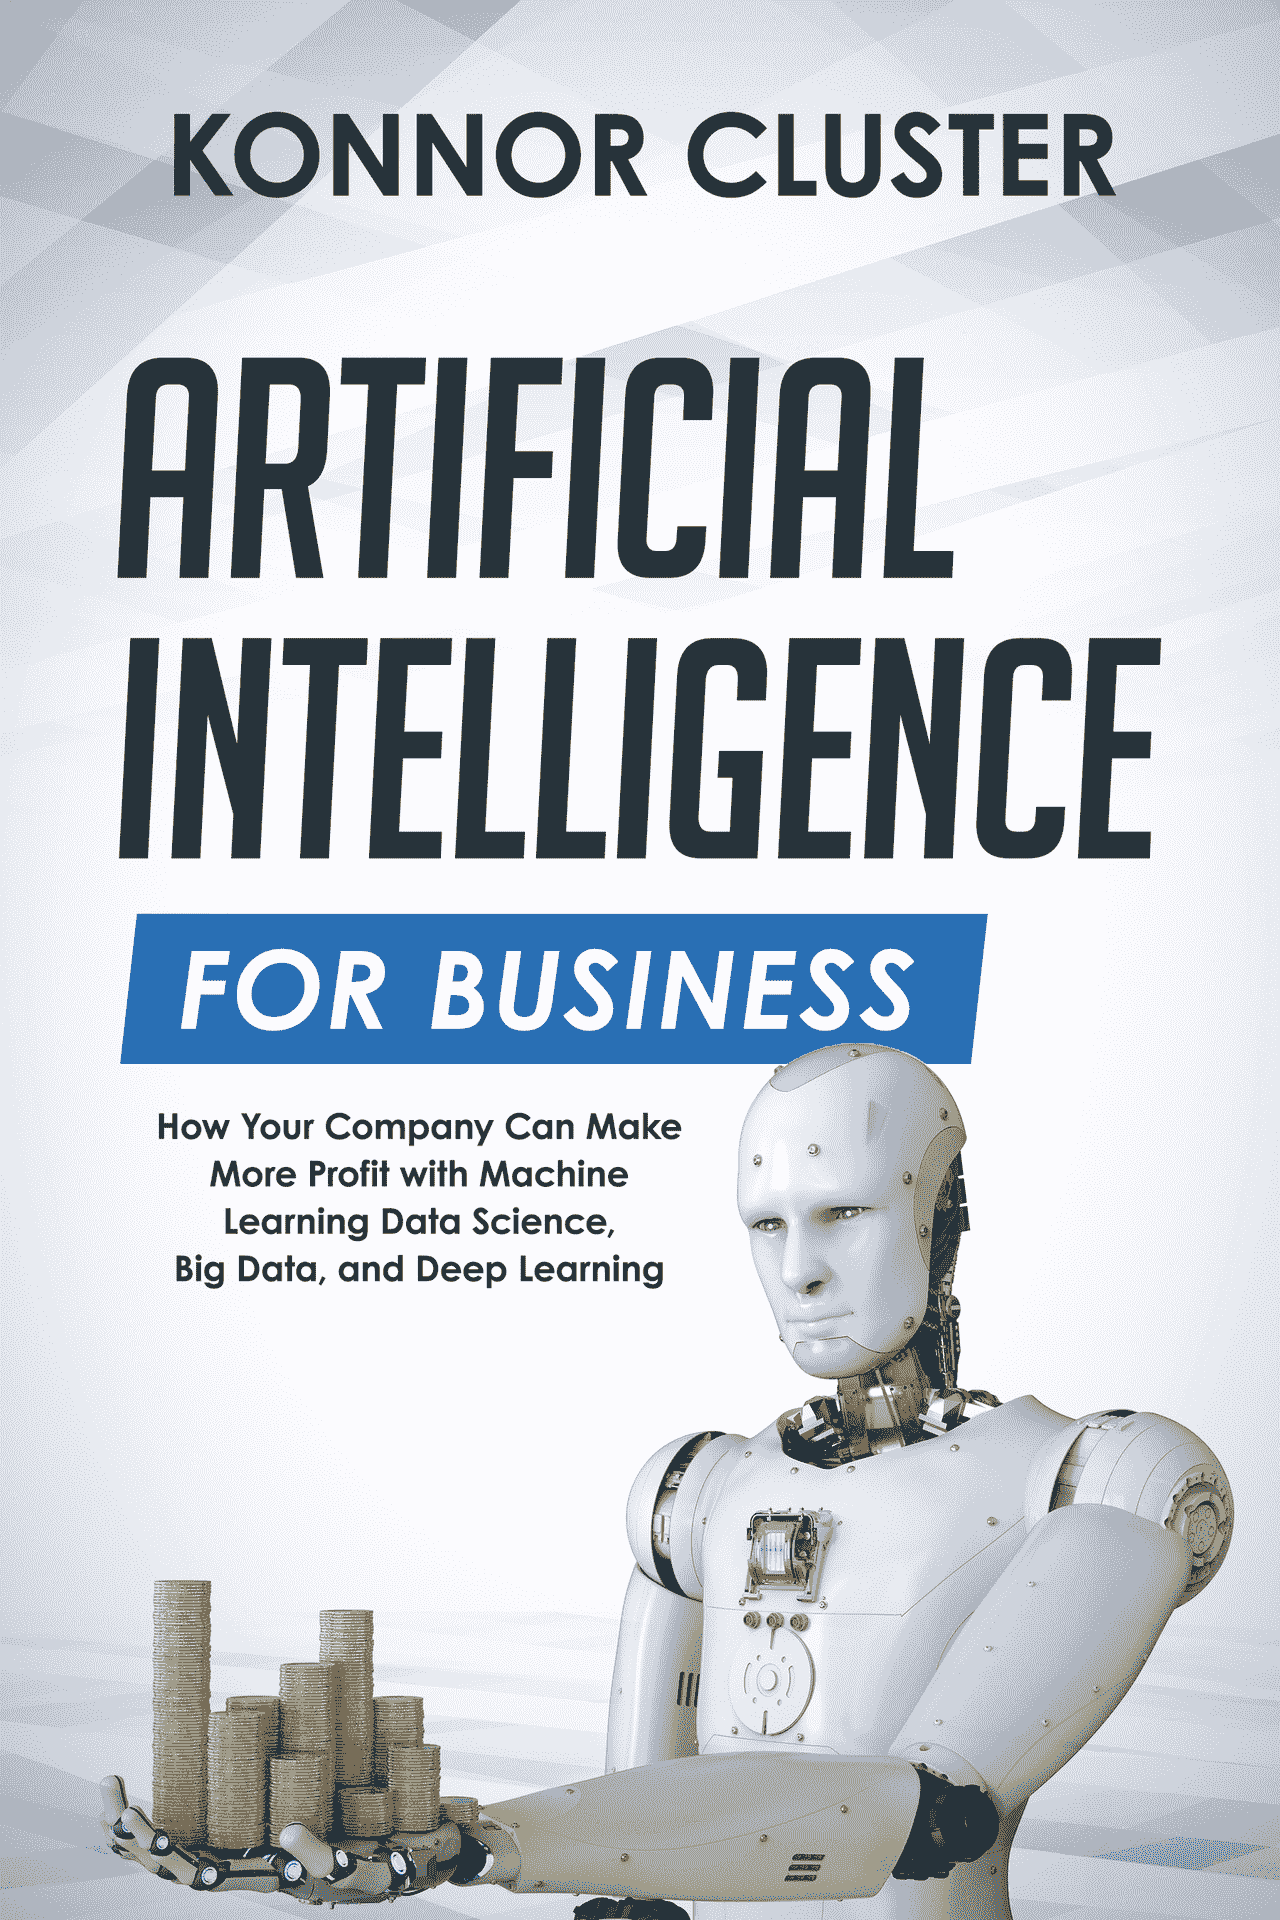 KONNOR CLUSTER
ARTIFICIAL
INTELLIGENCE
FOR BUSINESS
How Your Company Can Make
More Profit with Machine
Learning Data Science,
Big Data, and Deep Learning